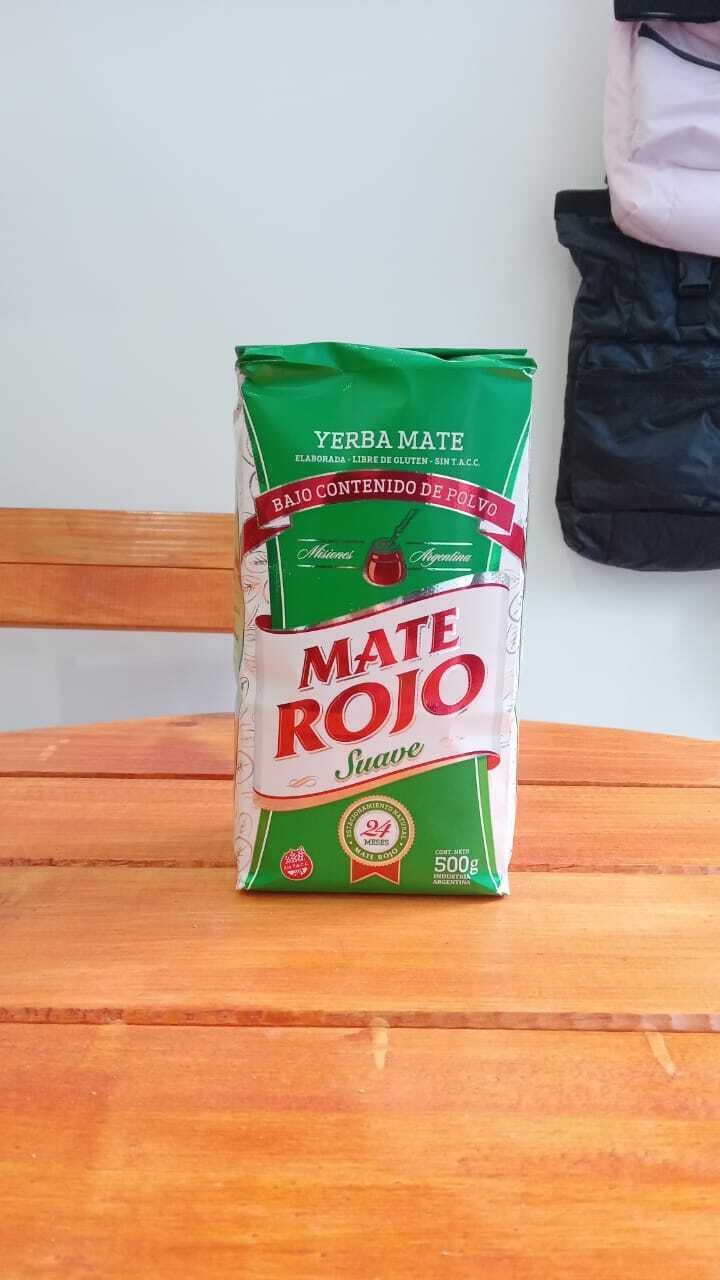 YERBA MATE
ELABORADA - LIBRE DE GLUTEN - SIN T.A.C.C.
BAJO CONTENIDO DE POLVO
Misiones Argentina
MATE
ROJO
Suave
ESTACIONAMIENTO NATURAL
24
MESES
MATE ROJO
SIN T.A.C.C.
CONT. NETO
500g
INDUSTRIA
ARGENTINA